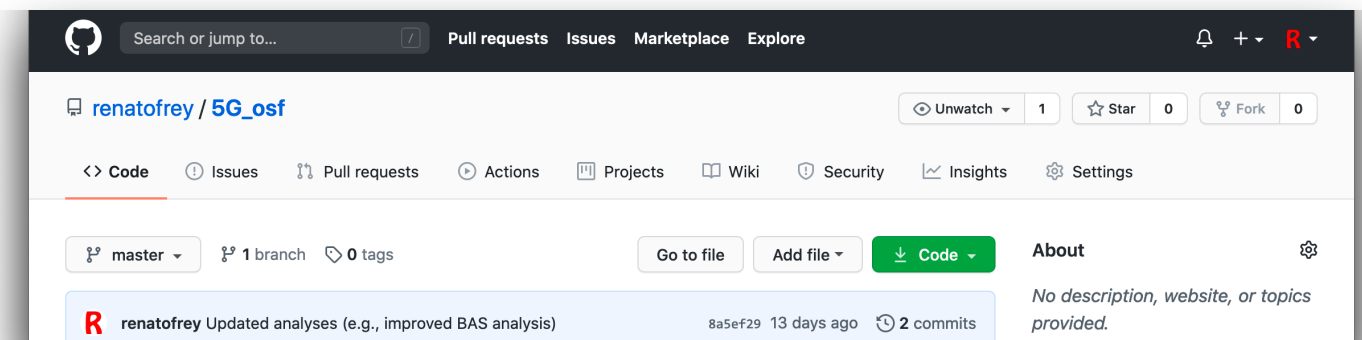 Search or jump to... / Pull requests Issues Marketplace Explore R
renatofrey / 5G_osf Unwatch 1 Star 0 Fork 0
<> Code Issues Pull requests Actions Projects Wiki Security Insights Settings
master 1 branch 0 tags Go to file Add file Code About
No description, website, or topics
provided.
R renatofrey Updated analyses (e.g., improved BAS analysis) 8a5ef29 13 days ago 2 commits